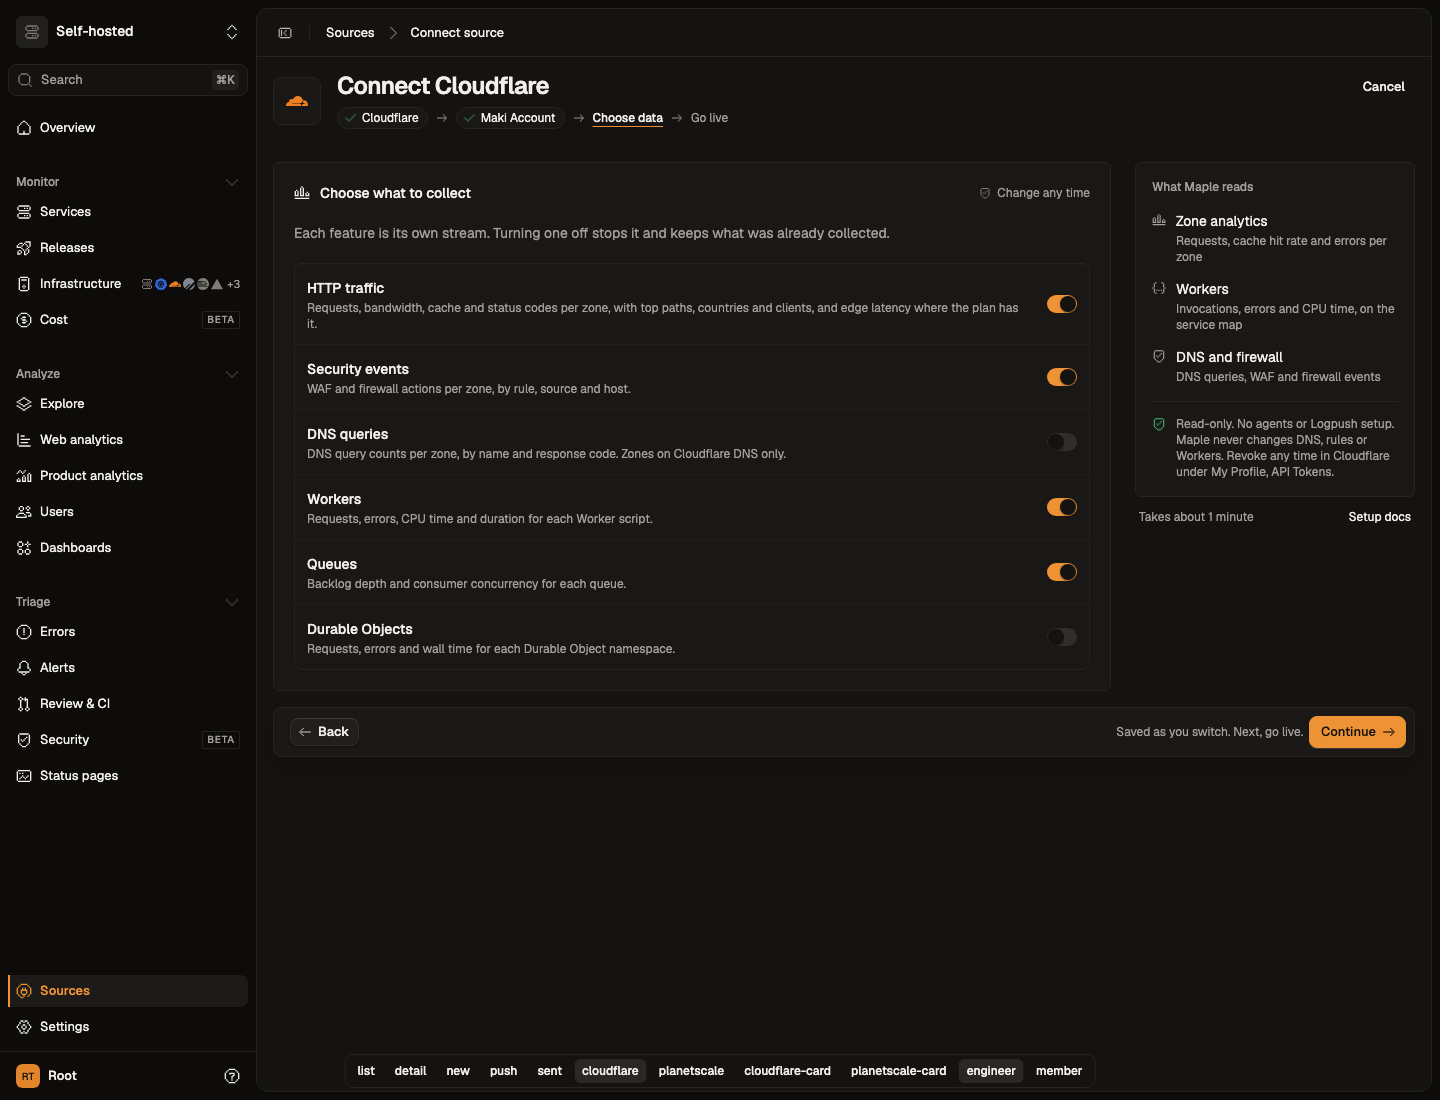 Self-hosted
Search ⌘K
Overview
Monitor
Services
Releases
Infrastructure +3
Cost BETA
Analyze
Explore
Web analytics
Product analytics
Users
Dashboards
Triage
Errors
Alerts
Review & CI
Security BETA
Status pages
Sources
Settings
RT Root
Sources Connect source
Connect Cloudflare
Cancel
Cloudflare → Maki Account → Choose data → Go live
Choose what to collect
Change any time
Each feature is its own stream. Turning one off stops it and keeps what was already collected.
HTTP traffic
Requests, bandwidth, cache and status codes per zone, with top paths, countries and clients, and edge latency where the plan has
it.
Security events
WAF and firewall actions per zone, by rule, source and host.
DNS queries
DNS query counts per zone, by name and response code. Zones on Cloudflare DNS only.
Workers
Requests, errors, CPU time and duration for each Worker script.
Queues
Backlog depth and consumer concurrency for each queue.
Durable Objects
Requests, errors and wall time for each Durable Object namespace.
What Maple reads
Zone analytics
Requests, cache hit rate and errors per
zone
Workers
Invocations, errors and CPU time, on the
service map
DNS and firewall
DNS queries, WAF and firewall events
Read-only. No agents or Logpush setup.
Maple never changes DNS, rules or
Workers. Revoke any time in Cloudflare
under My Profile, API Tokens.
Takes about 1 minute Setup docs
← Back
Saved as you switch. Next, go live.
Continue →
list detail new push sent cloudflare planetscale cloudflare-card planetscale-card engineer member